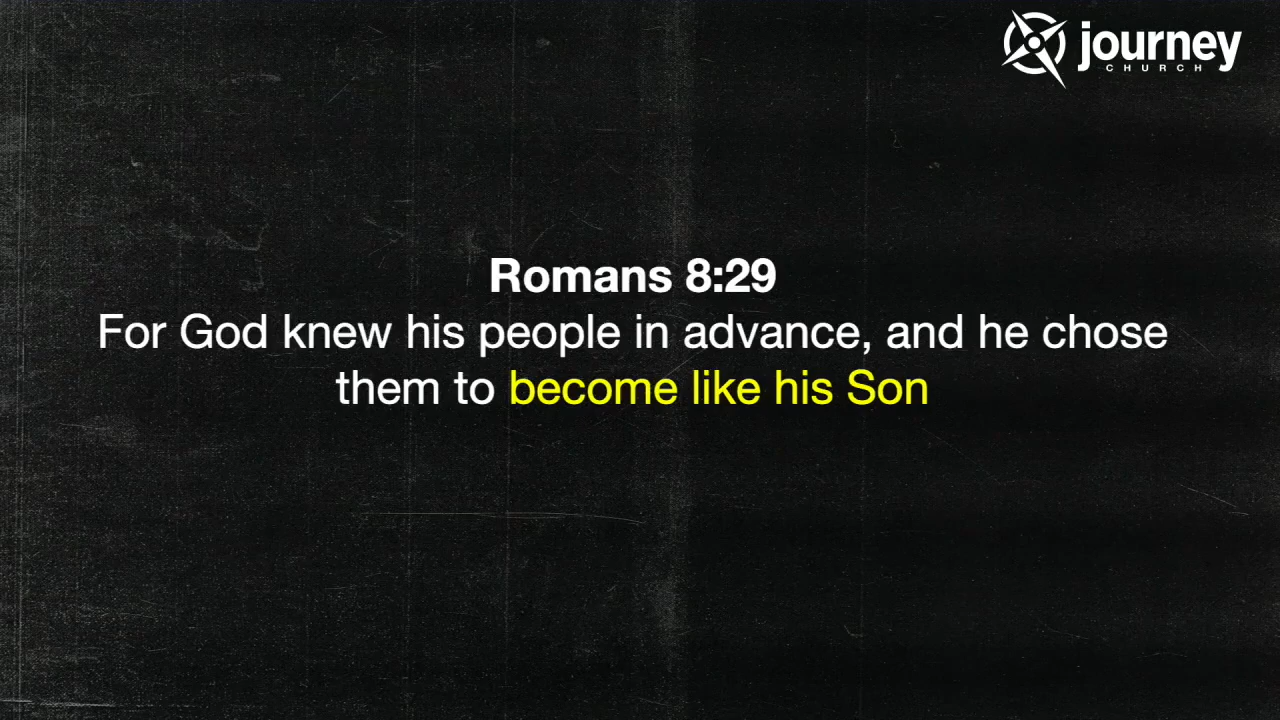 journey
CHURCH
Romans 8:29
For God knew his people in advance, and he chose
them to become like his Son